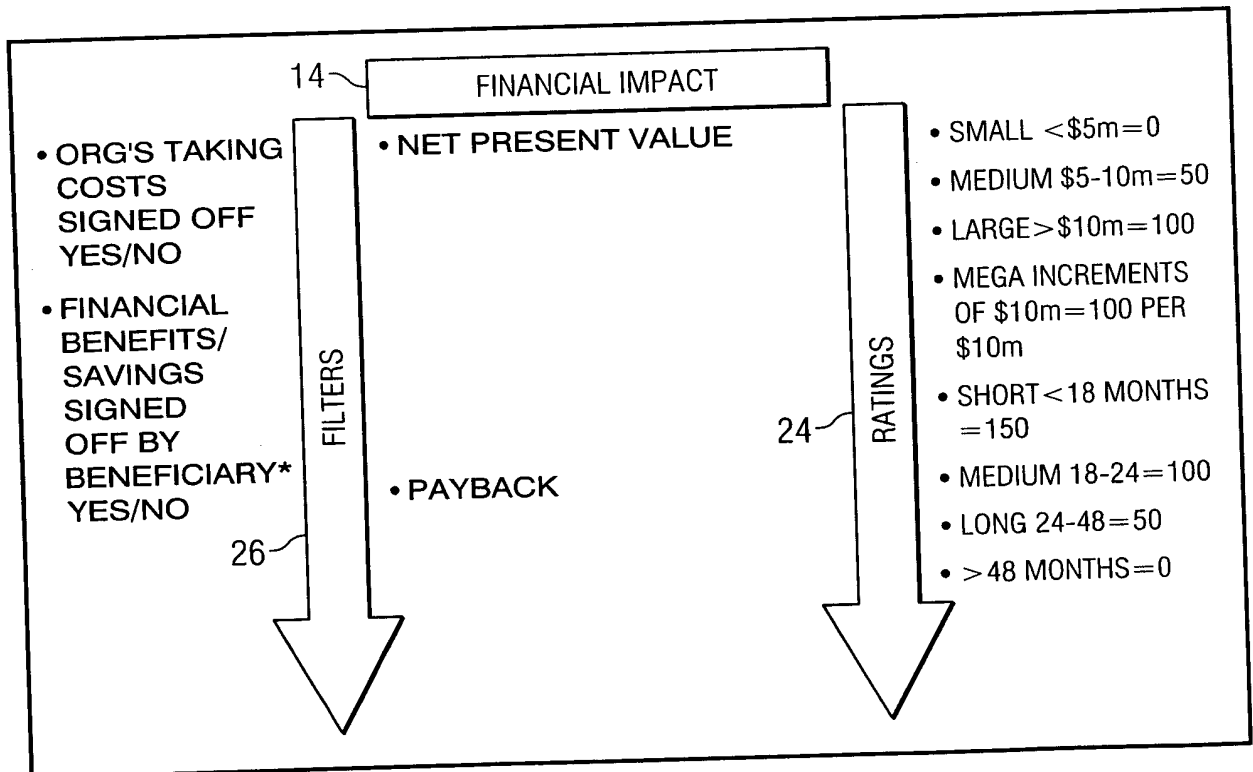 14
FINANCIAL IMPACT
• ORG'S TAKING
COSTS
SIGNED OFF
YES/NO
• FINANCIAL
BENEFITS/
SAVINGS
SIGNED
OFF BY
BENEFICIARY*
YES/NO
26
FILTERS
• NET PRESENT VALUE
• PAYBACK
24
RATINGS
• SMALL <$5m=0
• MEDIUM $5-10m=50
• LARGE>$10m=100
• MEGA INCREMENTS
OF $10m=100 PER
$10m
• SHORT<18 MONTHS
=150
• MEDIUM 18-24=100
• LONG 24-48=50
• >48 MONTHS=0